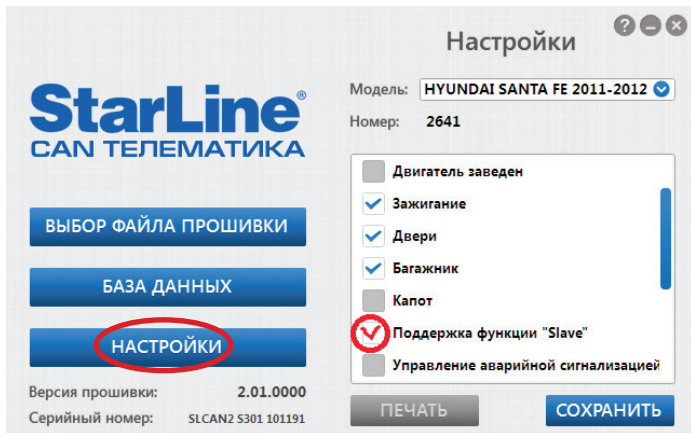 Настройки
StarLine®
CAN ТЕЛЕМАТИКА
ВЫБОР ФАЙЛА ПРОШИВКИ
БАЗА ДАННЫХ
НАСТРОЙКИ
Версия прошивки: 2.01.0000
Серийный номер: SLCAN2 S301 101191
Модель: HYUNDAI SANTA FE 2011-2012
Номер: 2641
Двигатель заведен
Зажигание
Двери
Багажник
Капот
Поддержка функции "Slave"
Управление аварийной сигнализацией
ПЕЧАТЬ
СОХРАНИТЬ